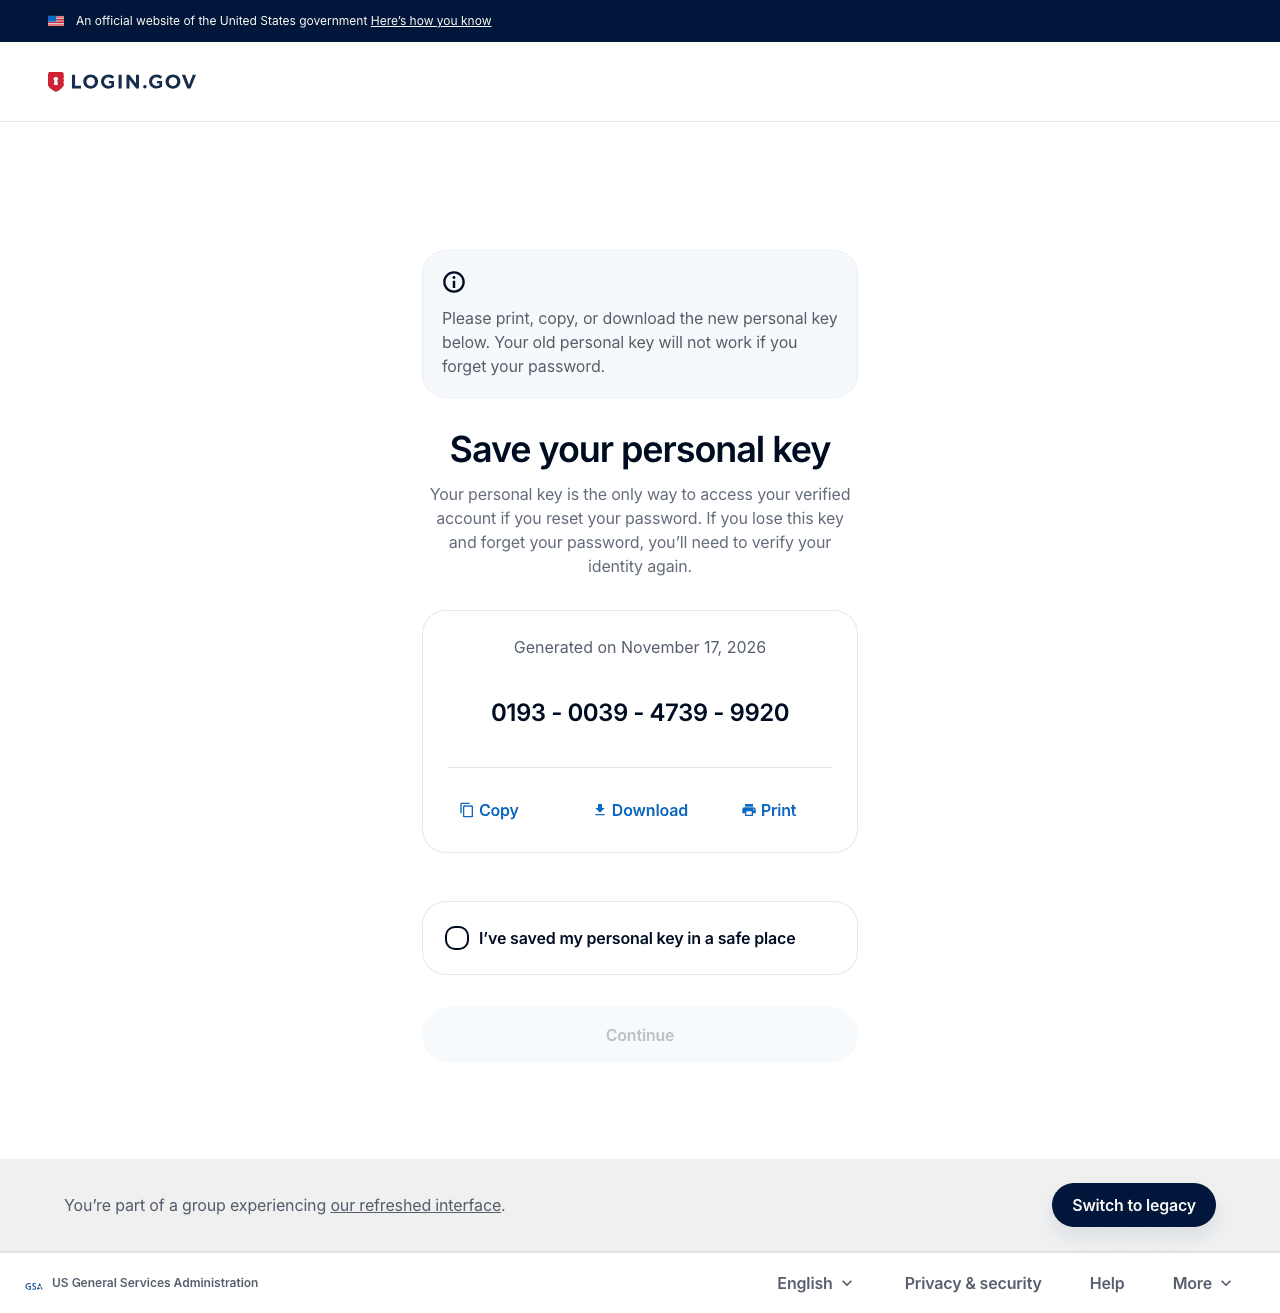 An official website of the United States government Here’s how you know
LOGIN.GOV
Please print, copy, or download the new personal key
below. Your old personal key will not work if you
forget your password.
Save your personal key
Your personal key is the only way to access your verified
account if you reset your password. If you lose this key
and forget your password, you’ll need to verify your
identity again.
Generated on November 17, 2026
0193 - 0039 - 4739 - 9920
Copy Download Print
I’ve saved my personal key in a safe place
Continue
You’re part of a group experiencing our refreshed interface. Switch to legacy
GSA US General Services Administration English Privacy & security Help More